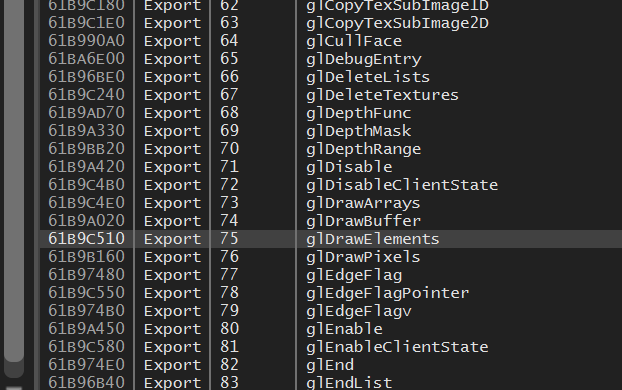 61B9C180 Export 62 glCopyTexSubImage1D
61B9C1E0 Export 63 glCopyTexSubImage2D
61B990A0 Export 64 glCullFace
61BA6E00 Export 65 glDebugEntry
61B96BE0 Export 66 glDeleteLists
61B9C240 Export 67 glDeleteTextures
61B9AD70 Export 68 glDepthFunc
61B9A330 Export 69 glDepthMask
61B9BB20 Export 70 glDepthRange
61B9A420 Export 71 glDisable
61B9C4B0 Export 72 glDisableClientState
61B9C4E0 Export 73 glDrawArrays
61B9A020 Export 74 glDrawBuffer
61B9C510 Export 75 glDrawElements
61B9B160 Export 76 glDrawPixels
61B97480 Export 77 glEdgeFlag
61B9C550 Export 78 glEdgeFlagPointer
61B974B0 Export 79 glEdgeFlagv
61B9A450 Export 80 glEnable
61B9C580 Export 81 glEnableClientState
61B974E0 Export 82 glEnd
61B96B40 Export 83 glEndList